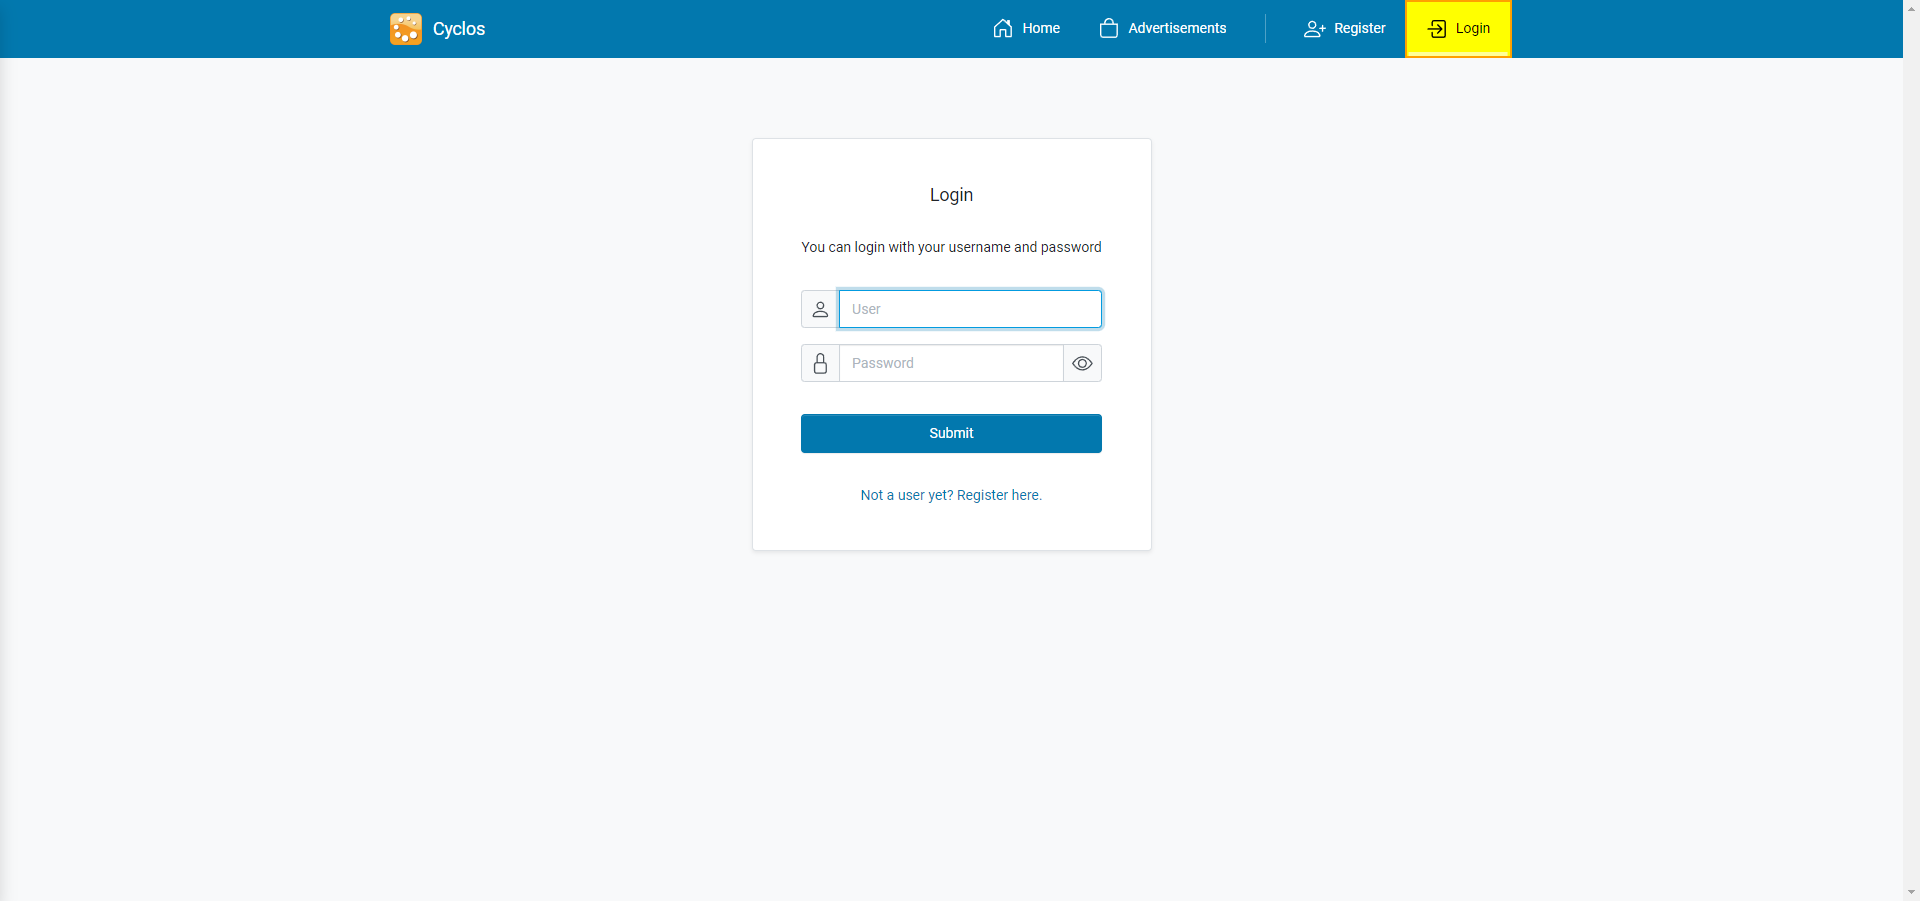 Cyclos
Home
Advertisements
Register
Login
Login
You can login with your username and password
User
Password
Submit
Not a user yet? Register here.